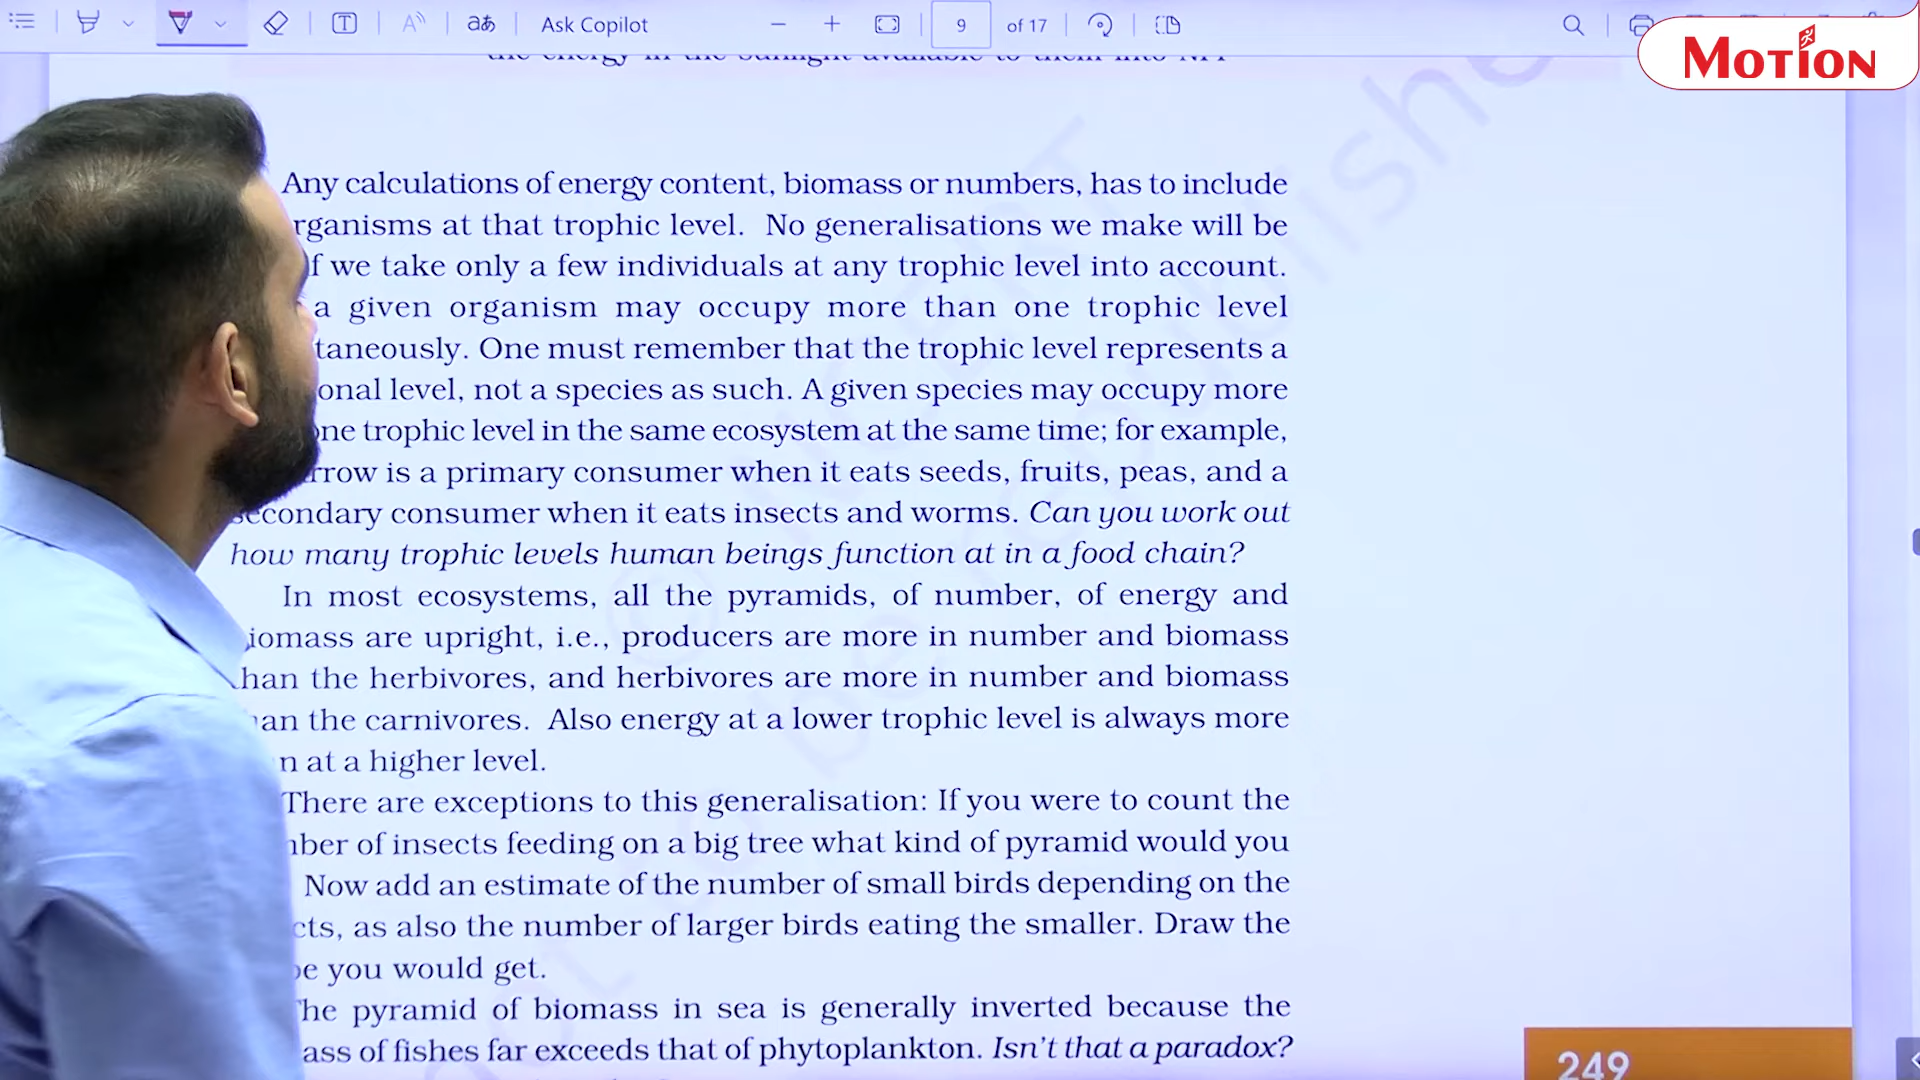 Ask Copilot
9 of 17
MOTION
Any calculations of energy content, biomass or numbers, has to include
rganisms at that trophic level. No generalisations we make will be
f we take only a few individuals at any trophic level into account.
a given organism may occupy more than one trophic level
taneously. One must remember that the trophic level represents a
onal level, not a species as such. A given species may occupy more
one trophic level in the same ecosystem at the same time; for example,
rrow is a primary consumer when it eats seeds, fruits, peas, and a
secondary consumer when it eats insects and worms. Can you work out
how many trophic levels human beings function at in a food chain?
In most ecosystems, all the pyramids, of number, of energy and
iomass are upright, i.e., producers are more in number and biomass
han the herbivores, and herbivores are more in number and biomass
an the carnivores. Also energy at a lower trophic level is always more
n at a higher level.
There are exceptions to this generalisation: If you were to count the
ber of insects feeding on a big tree what kind of pyramid would you
Now add an estimate of the number of small birds depending on the
cts, as also the number of larger birds eating the smaller. Draw the
e you would get.
he pyramid of biomass in sea is generally inverted because the
ass of fishes far exceeds that of phytoplankton. Isn't that a paradox?
249